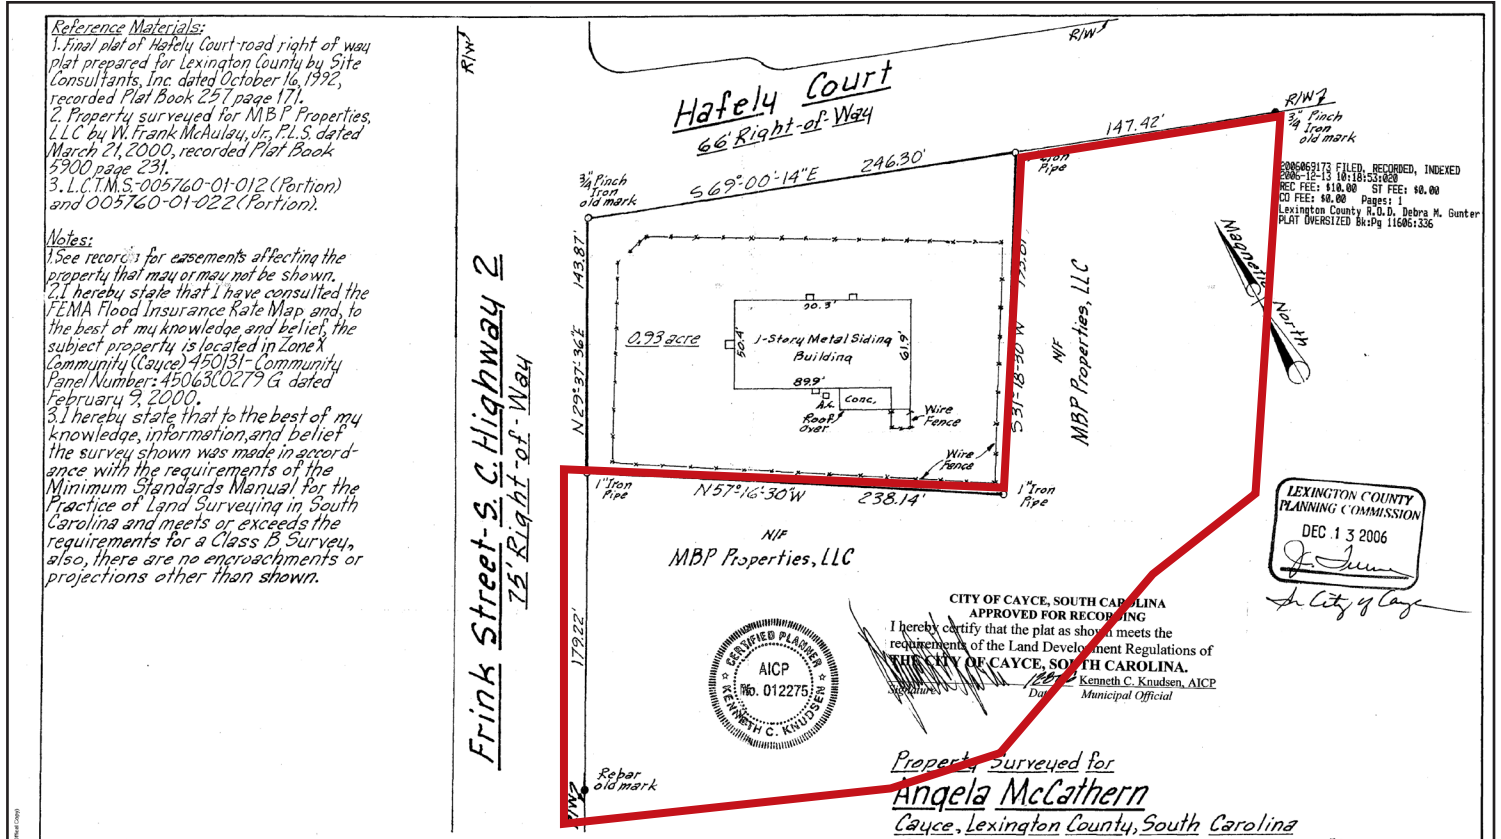 Reference Materials:
1. Final plat of Hafely Court-road right of way
plat prepared for Lexington County by Site
Consultants, Inc. dated October 16, 1992,
recorded Plat Book 257 page 171.
2. Property surveyed for MBP Properties,
LLC by W. Frank McAulay, Jr., P.L.S. dated
March 21, 2000, recorded Plat Book
5900 page 231.
3. L.C.T.M.S.-005760-01-012 (Portion)
and 005760-01-022 (Portion).
Notes:
1. See records for easements affecting the
property that may or may not be shown.
2. I hereby state that I have consulted the
FEMA Flood Insurance Rate Map and, to
the best of my knowledge and belief, the
subject property is located in Zone X
Community (Cayce) 450131-Community
Panel Number: 45063C0279 G dated
February 9, 2000.
3. I hereby state that to the best of my
knowledge, information, and belief
the survey shown was made in accord-
ance with the requirements of the
Minimum Standards Manual for the
Practice of Land Surveying in South
Carolina and meets or exceeds the
requirements for a Class B Survey,
also, there are no encroachments or
projections other than shown.
R/W
Frink Street-S.C. Highway 2
75' Right-of-Way
R/W
Hafely Court
66' Right-of-Way
R/W
147.42'
3/4" Pinch
Iron
old mark
Iron
Pipe
S 69°-00'-14"E 246.30'
3/4" Pinch
Iron
old mark
2006069173 FILED, RECORDED, INDEXED
2006-12-13 10:18:53:020
REC FEE: $10.00 ST FEE: $0.00
CO FEE: $0.00 Pages: 1
Lexington County R.O.D. Debra M. Gunter
PLAT OVERSIZED Bk:Pg 11606:336
Magnetic North
N29°-37'-36"E 143.87'
0.93 acre
90.3'
50.4'
1-Story Metal Siding
Building
61.9'
89.9'
A.C.
Conc.
Roof
over
Wire
Fence
Wire
Fence
S31°-18'-30"W
N/F
MBP Properties, LLC
1" Iron
Pipe
N57°-16'-30"W 238.14'
1" Iron
Pipe
N/F
MBP Properties, LLC
179.22'
LEXINGTON COUNTY
PLANNING COMMISSION
DEC 13 2006
for City of Cayce
CITY OF CAYCE, SOUTH CAROLINA
APPROVED FOR RECORDING
I hereby certify that the plat as shown meets the
requirements of the Land Development Regulations of
THE CITY OF CAYCE, SOUTH CAROLINA.
Kenneth C. Knudsen, AICP
Signature Date Municipal Official
CERTIFIED PLANNER
AICP
No. 012275
KENNETH C. KNUDSEN
Rebar
old mark
R/W
Property Surveyed for
Angela McCathern
Cayce, Lexington County, South Carolina